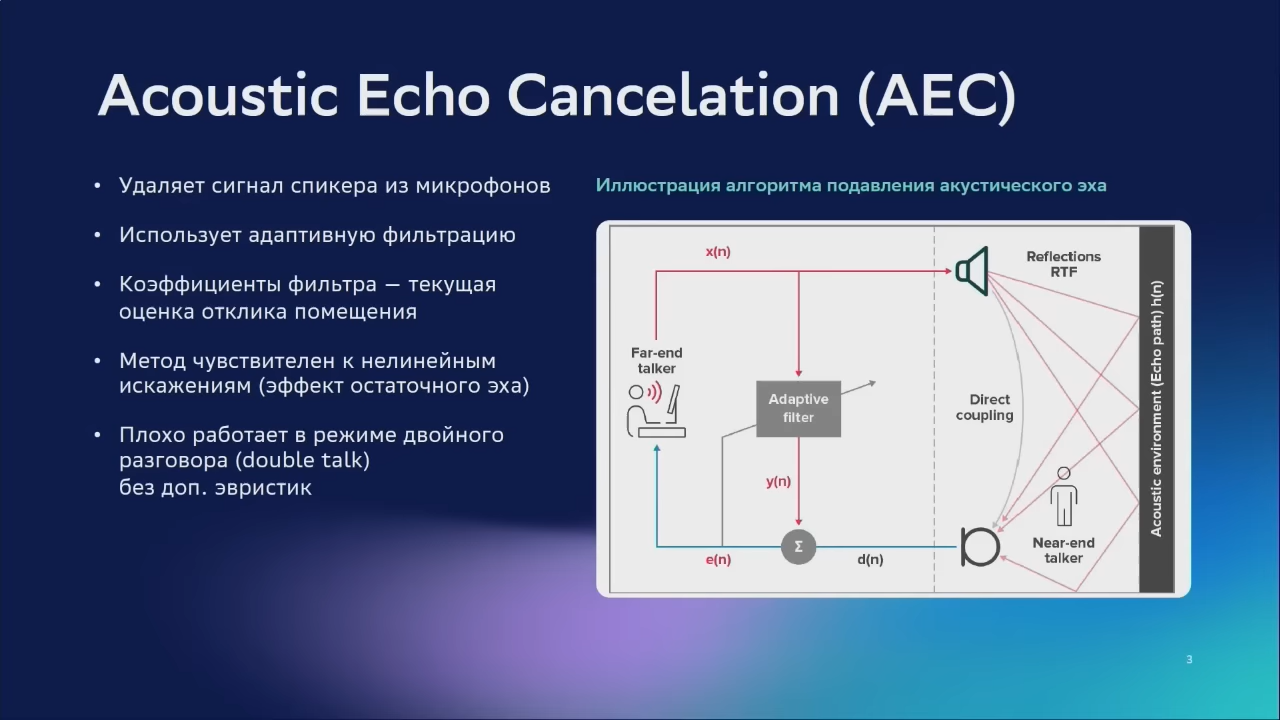 Acoustic Echo Cancelation (AEC)
• Удаляет сигнал спикера из микрофонов
• Использует адаптивную фильтрацию
• Коэффициенты фильтра – текущая
оценка отклика помещения
• Метод чувствителен к нелинейным
искажениям (эффект остаточного эха)
• Плохо работает в режиме двойного
разговора (double talk)
без доп. эвристик
Иллюстрация алгоритма подавления акустического эха
x(n)
Reflections
RTF
Far-end
talker
Adaptive
filter
Direct
coupling
Acoustic environment (Echo path) h(n)
y(n)
Σ
e(n)
d(n)
Near-end
talker
3